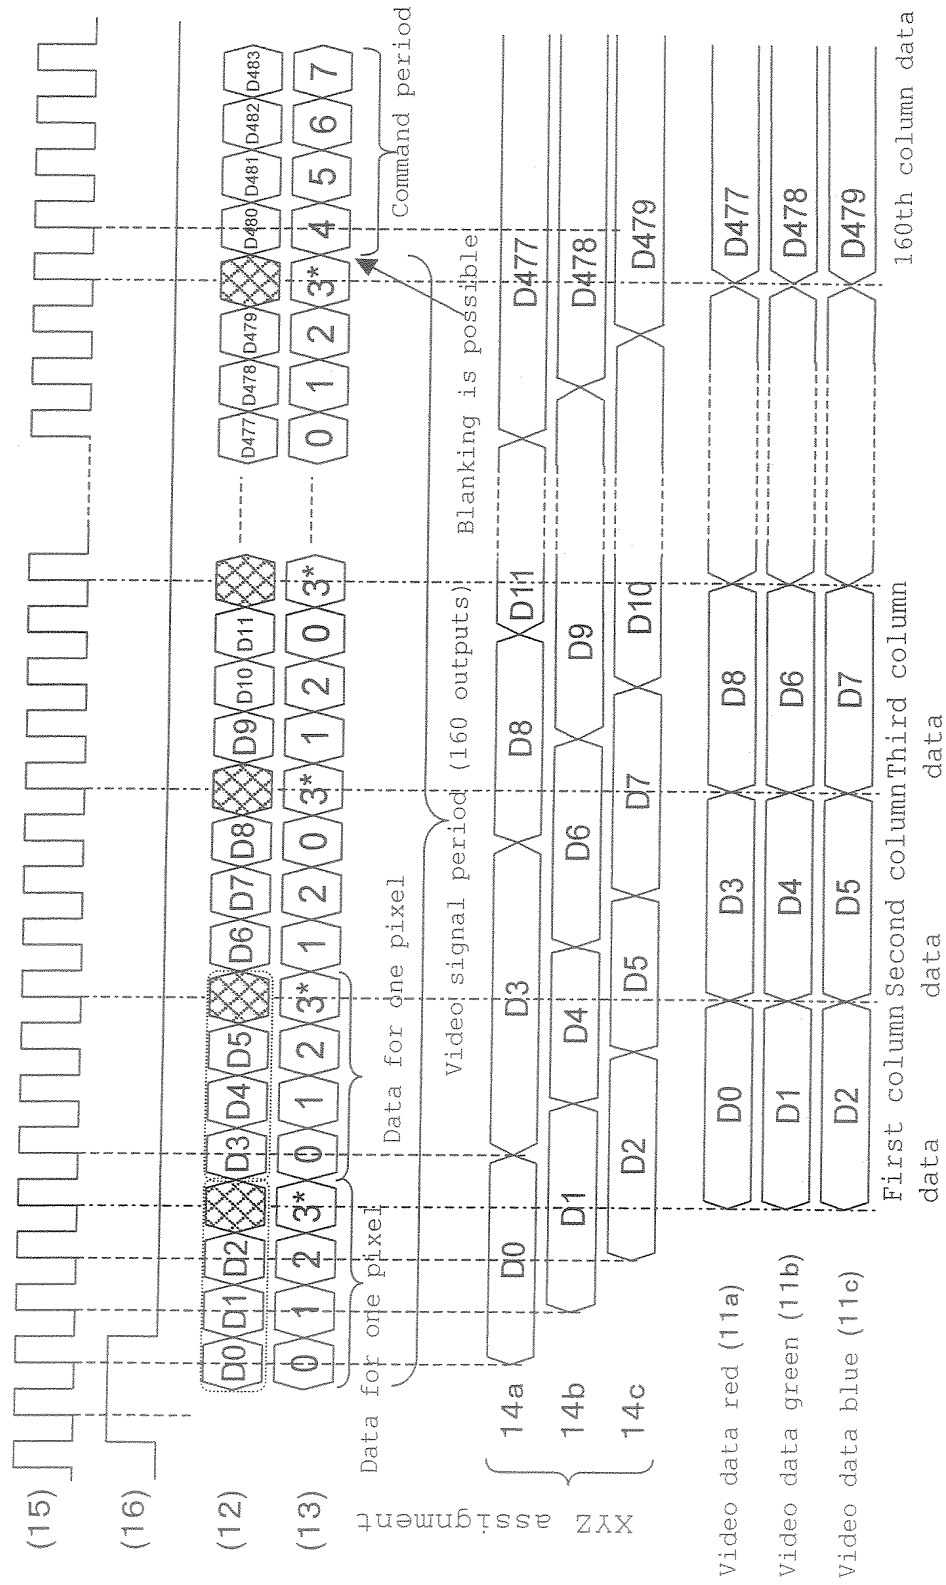 (15)
(16)
(12) D0 D1 D2 D3 D4 D5 D6 D7 D8 D9 D10 D11 D477 D478 D479 D480 D481 D482 D483
(13) 0 1 2 3* 0 1 2 3* 1 2 0 3* 1 2 0 3* 0 1 2 3* 4 5 6 7
Data for one pixel
Data for one pixel
Command period
Video signal period (160 outputs)
Blanking is possible
XYZ assignment
14a D0 D3 D8 D11 D477
14b D1 D4 D6 D9 D478
14c D2 D5 D7 D10 D479
Video data red (11a) D0 D3 D8 D477
Video data green (11b) D1 D4 D6 D478
Video data blue (11c) D2 D5 D7 D479
First column data
Second column data
Third column data
160th column data